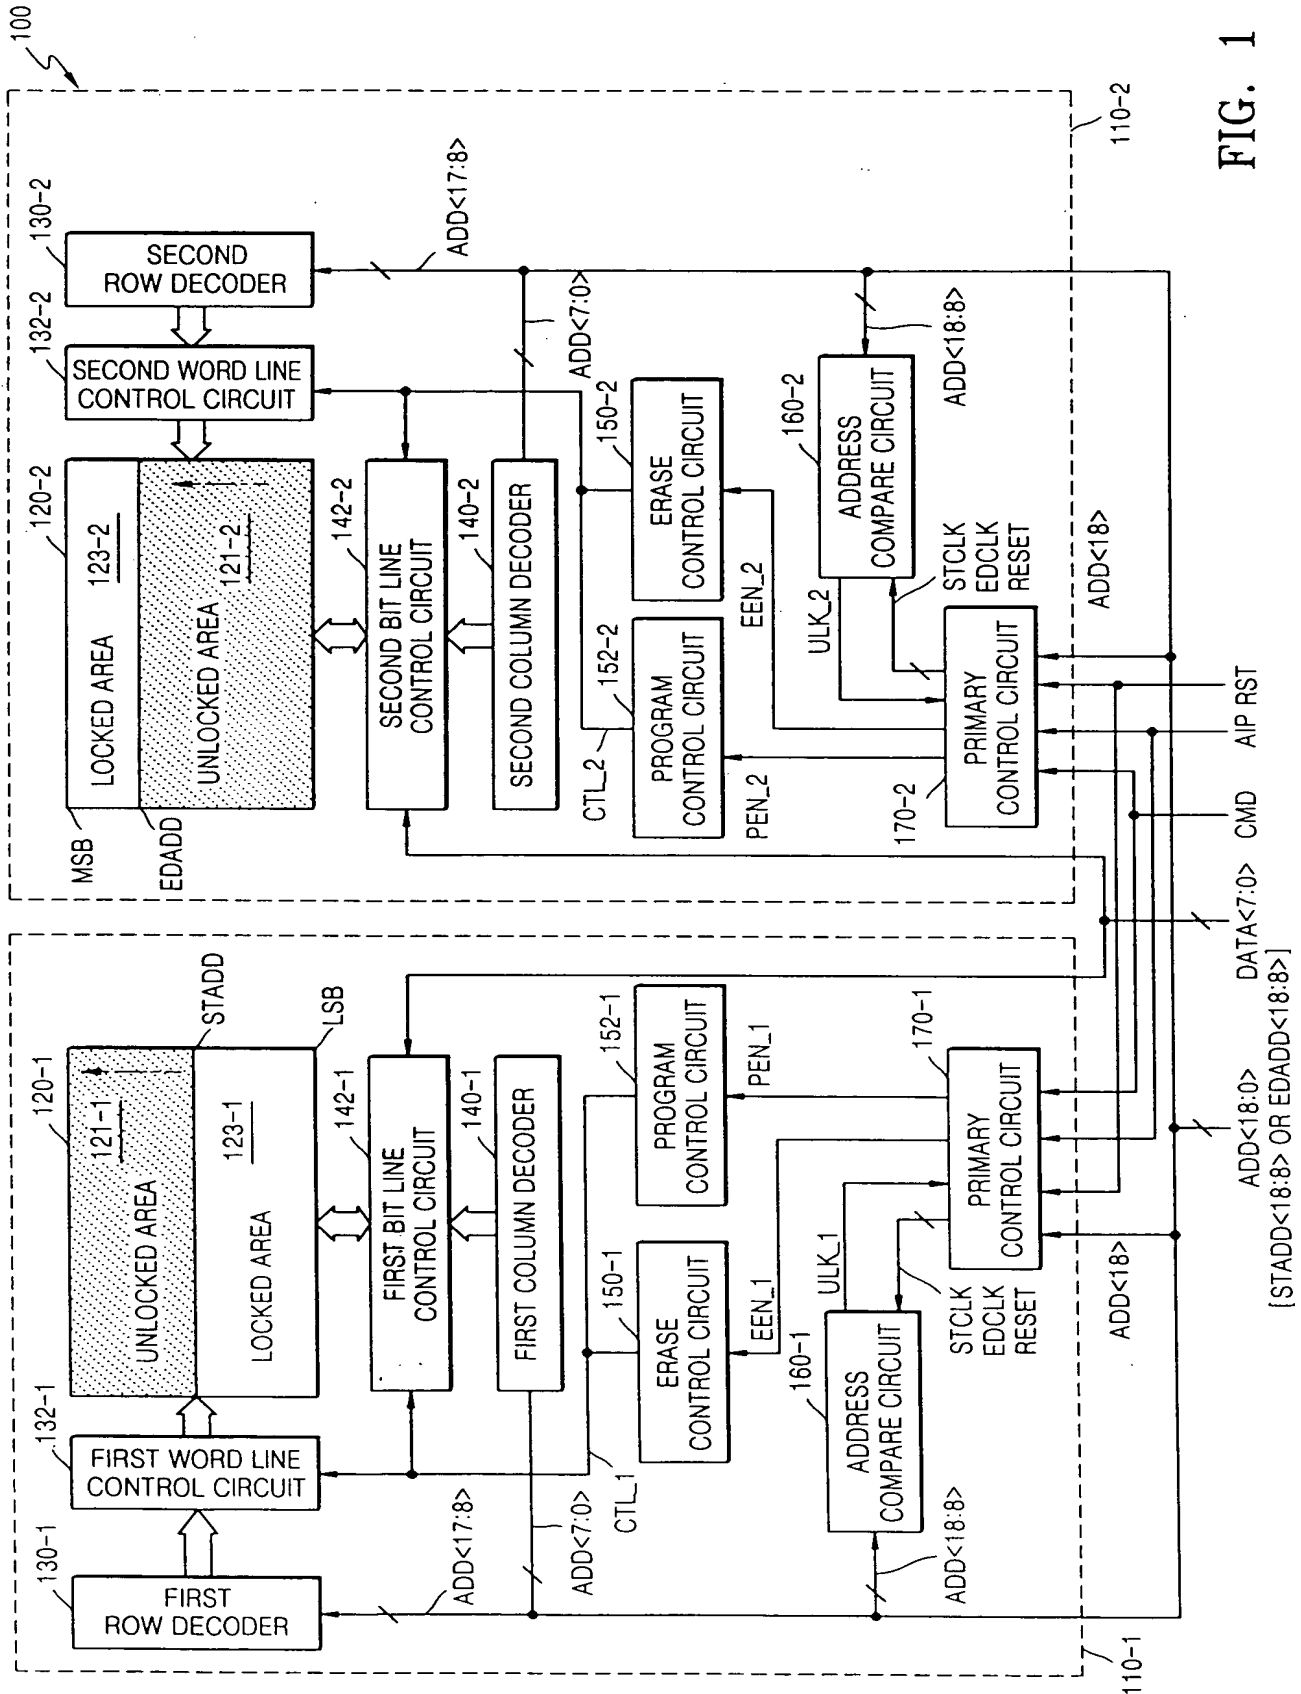 100
130-1
FIRST
ROW DECODER
132-1
FIRST WORD LINE
CONTROL CIRCUIT
120-1
UNLOCKED AREA
121-1
LOCKED AREA
123-1
STADD
LSB
142-1
FIRST BIT LINE
CONTROL CIRCUIT
140-1
FIRST COLUMN DECODER
ADD<17:8>
ADD<7:0>
CTL_1
150-1
ERASE
CONTROL CIRCUIT
152-1
PROGRAM
CONTROL CIRCUIT
EEN_1
PEN_1
160-1
ADDRESS
COMPARE CIRCUIT
ULK_1
ADD<18:8>
STCLK
EDCLK
RESET
170-1
PRIMARY
CONTROL CIRCUIT
ADD<18>
110-1
MSB
EDADD
120-2
LOCKED AREA
123-2
UNLOCKED AREA
121-2
132-2
SECOND WORD LINE
CONTROL CIRCUIT
130-2
SECOND
ROW DECODER
142-2
SECOND BIT LINE
CONTROL CIRCUIT
140-2
SECOND COLUMN DECODER
ADD<17:8>
ADD<7:0>
CTL_2
152-2
PROGRAM
CONTROL CIRCUIT
150-2
ERASE
CONTROL CIRCUIT
PEN_2
EEN_2
ULK_2
160-2
ADDRESS
COMPARE CIRCUIT
ADD<18:8>
STCLK
EDCLK
RESET
170-2
PRIMARY
CONTROL CIRCUIT
ADD<18>
110-2
ADD<18:0>
[STADD<18:8> OR EDADD<18:8>]
DATA<7:0>
CMD
AIP RST
FIG. 1